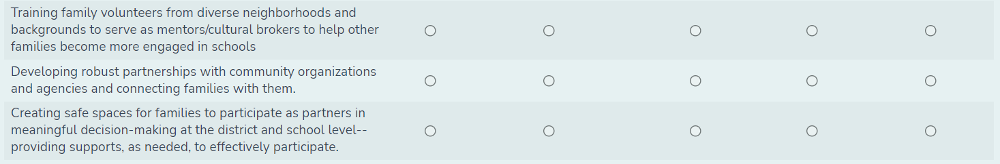 Training family volunteers from diverse neighborhoods and
backgrounds to serve as mentors/cultural brokers to help other
families become more engaged in schools
Developing robust partnerships with community organizations
and agencies and connecting families with them.
Creating safe spaces for families to participate as partners in
meaningful decision-making at the district and school level--
providing supports, as needed, to effectively participate.